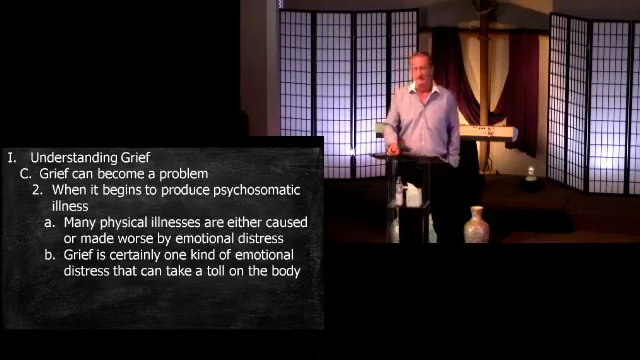 I. Understanding Grief
C. Grief can become a problem
2. When it begins to produce psychosomatic
illness
a. Many physical illnesses are either caused
or made worse by emotional distress
b. Grief is certainly one kind of emotional
distress that can take a toll on the body